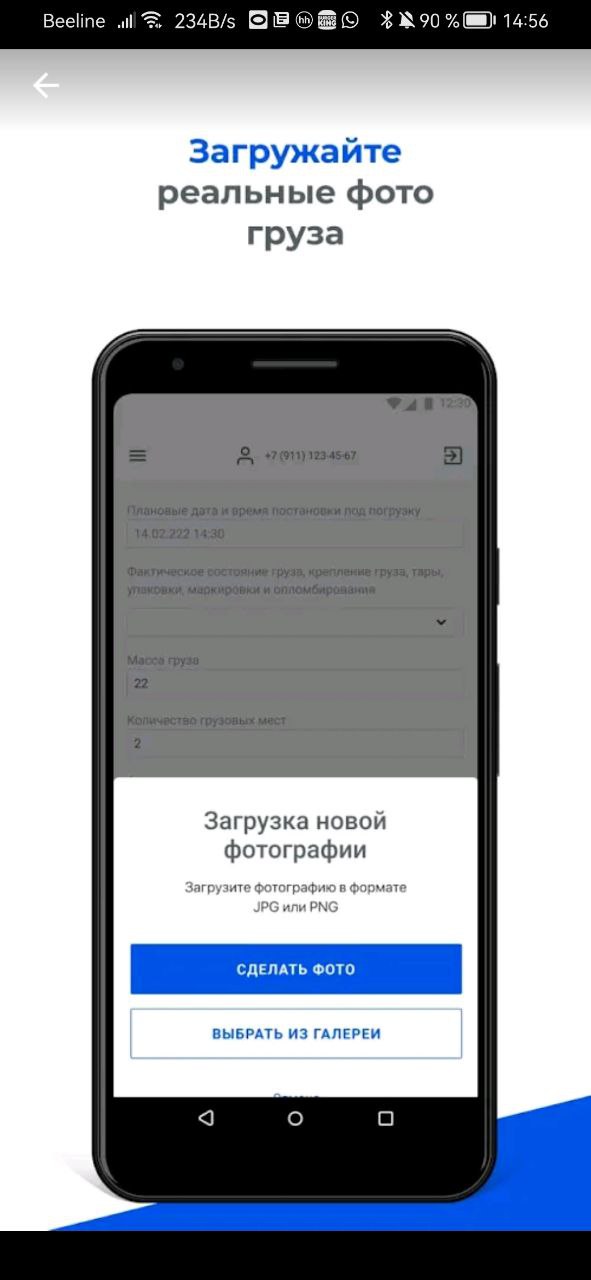 Beeline 234B/s hh BURGER KING 90 % 14:56
Загружайте
реальные фото
груза
12:30
+7 (911) 123-45-67
Плановые дата и время постановки под погрузку
14.02.222 14:30
Фактическое состояние груза, крепление груза, тары,
упаковки, маркировки и опломбирования
Масса груза
22
Количество грузовых мест
2
Загрузка новой
фотографии
Загрузите фотографию в формате
JPG или PNG
СДЕЛАТЬ ФОТО
ВЫБРАТЬ ИЗ ГАЛЕРЕИ